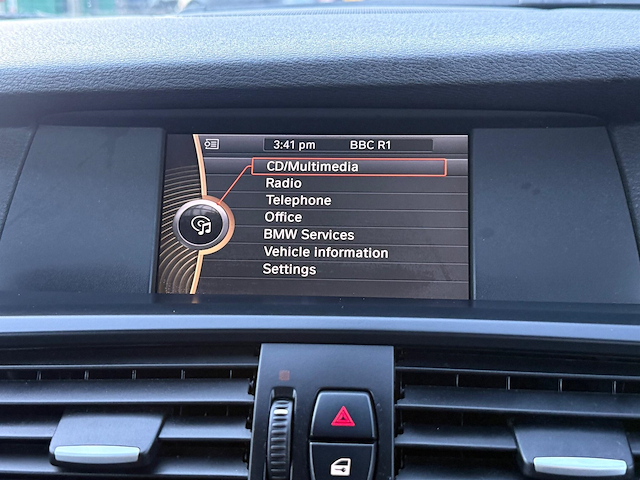 3:41 pm BBC R1
CD/Multimedia
Radio
Telephone
Office
BMW Services
Vehicle information
Settings